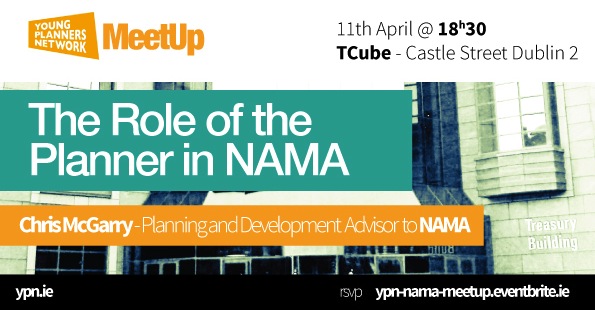 YOUNG
PLANNERS
NETWORK
MeetUp
11th April @ 18h30
TCube - Castle Street Dublin 2
The Role of the
Planner in NAMA
Chris McGarry - Planning and Development Advisor to NAMA
Treasury
Building
ypn.ie
rsvp ypn-nama-meetup.eventbrite.ie